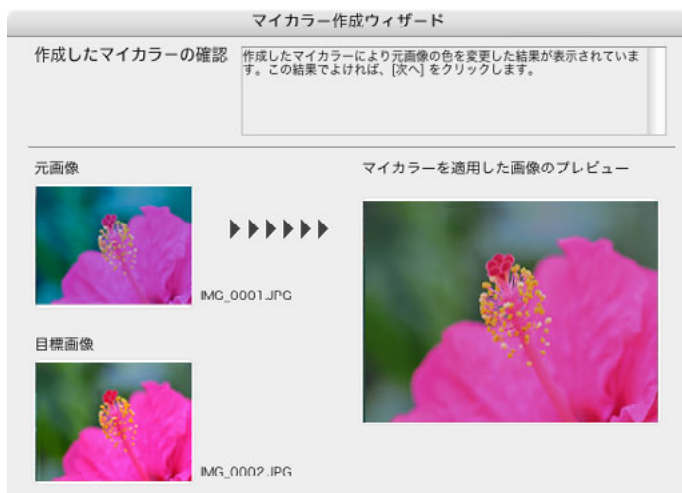 マイカラー作成ウィザード
作成したマイカラーの確認
作成したマイカラーにより元画像の色を変更した結果が表示されていま
す。この結果でよければ、[次へ] をクリックします。
元画像
マイカラーを適用した画像のプレビュー
IMG_0001.JPG
目標画像
IMG_0002.JPG